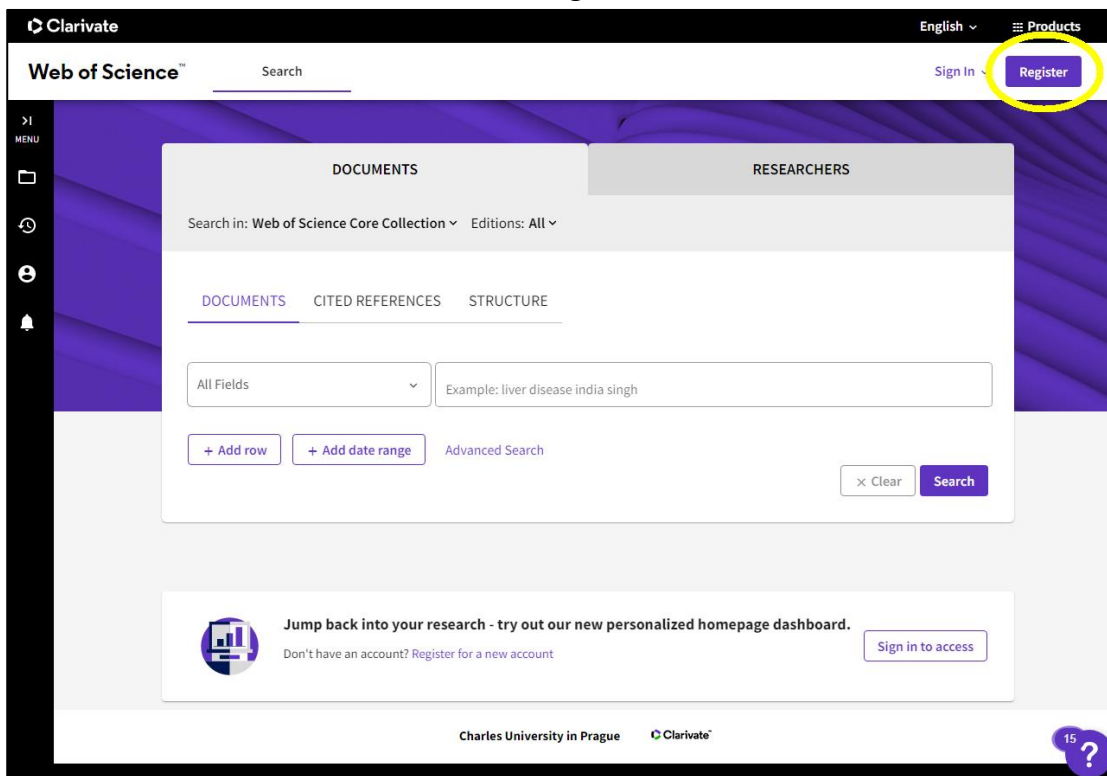 Clarivate English Products
Web of Science™ Search Sign In Register
MENU
DOCUMENTS RESEARCHERS
Search in: Web of Science Core Collection Editions: All
DOCUMENTS CITED REFERENCES STRUCTURE
All Fields Example: liver disease india singh
+ Add row + Add date range Advanced Search
× Clear Search
Jump back into your research - try out our new personalized homepage dashboard.
Don't have an account? Register for a new account
Sign in to access
Charles University in Prague Clarivate™
15 ?